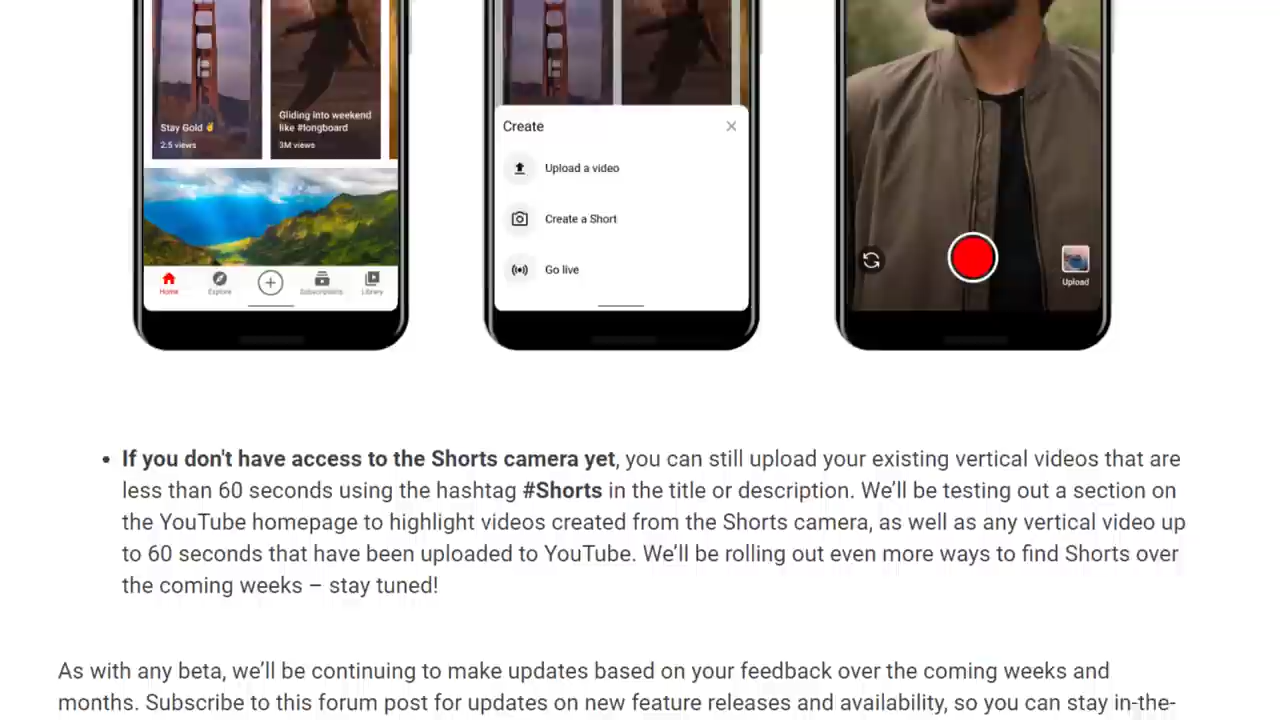 Stay Gold ✌
2.5 views
Gliding into weekend
like #longboard
3M views
Home
Explore
Subscriptions
Library
Create
Upload a video
Create a Short
Go live
Upload
• If you don't have access to the Shorts camera yet, you can still upload your existing vertical videos that are
less than 60 seconds using the hashtag #Shorts in the title or description. We’ll be testing out a section on
the YouTube homepage to highlight videos created from the Shorts camera, as well as any vertical video up
to 60 seconds that have been uploaded to YouTube. We’ll be rolling out even more ways to find Shorts over
the coming weeks – stay tuned!
As with any beta, we’ll be continuing to make updates based on your feedback over the coming weeks and
months. Subscribe to this forum post for updates on new feature releases and availability, so you can stay in-the-